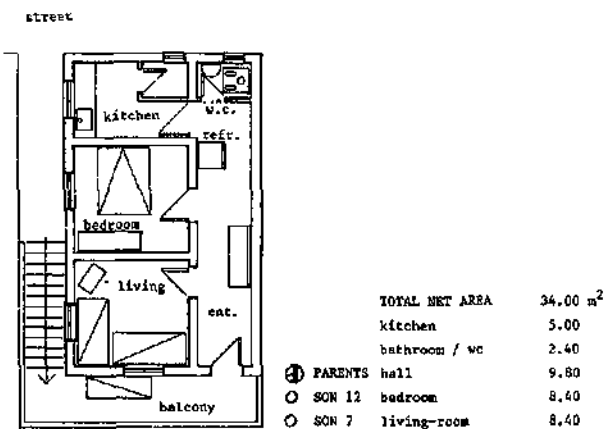 street
kitchen
w.c.
refr.
bedroom
living
ent.
balcony
TOTAL NET AREA 34.00 m²
kitchen 5.00
bathroom / wc 2.40
PARENTS hall 9.80
SON 12 bedroom 8.40
SON 7 living-room 8.40